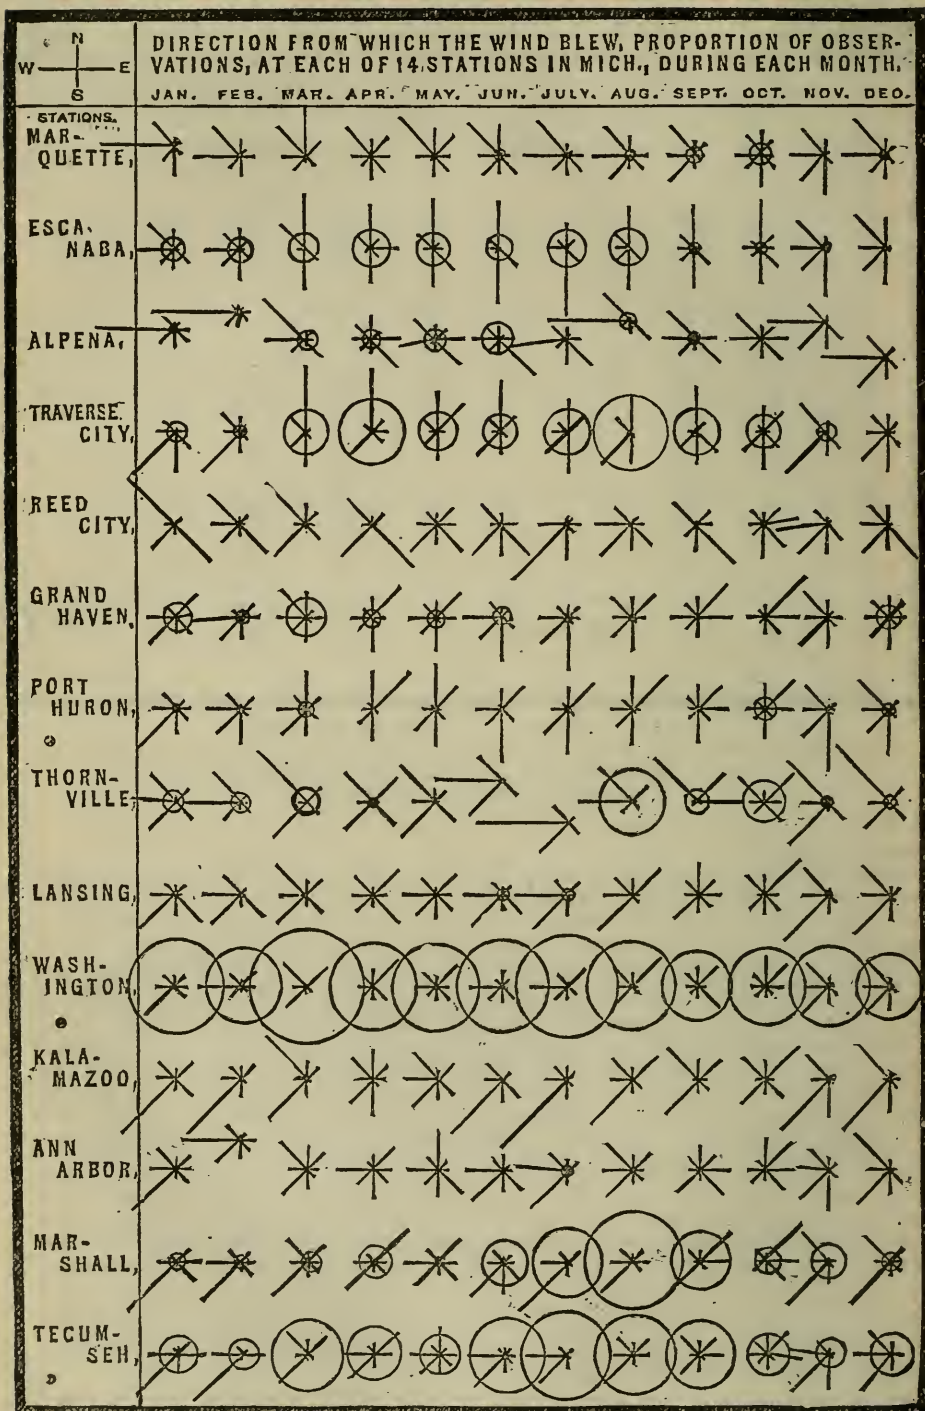 N
W E
S
DIRECTION FROM WHICH THE WIND BLEW, PROPORTION OF OBSER-
VATIONS, AT EACH OF 14 STATIONS IN MICH., DURING EACH MONTH.
JAN. FEB. MAR. APR. MAY. JUN. JULY. AUG. SEPT. OCT. NOV. DEC.
STATIONS.
MAR-
QUETTE,
ESCA-
NABA,
ALPENA,
TRAVERSE
CITY,
REED
CITY,
GRAND
HAVEN,
PORT
HURON,
THORN-
VILLE,
LANSING,
WASH-
INGTON,
KALA-
MAZOO,
ANN
ARBOR,
MAR-
SHALL,
TECUM-
SEH,